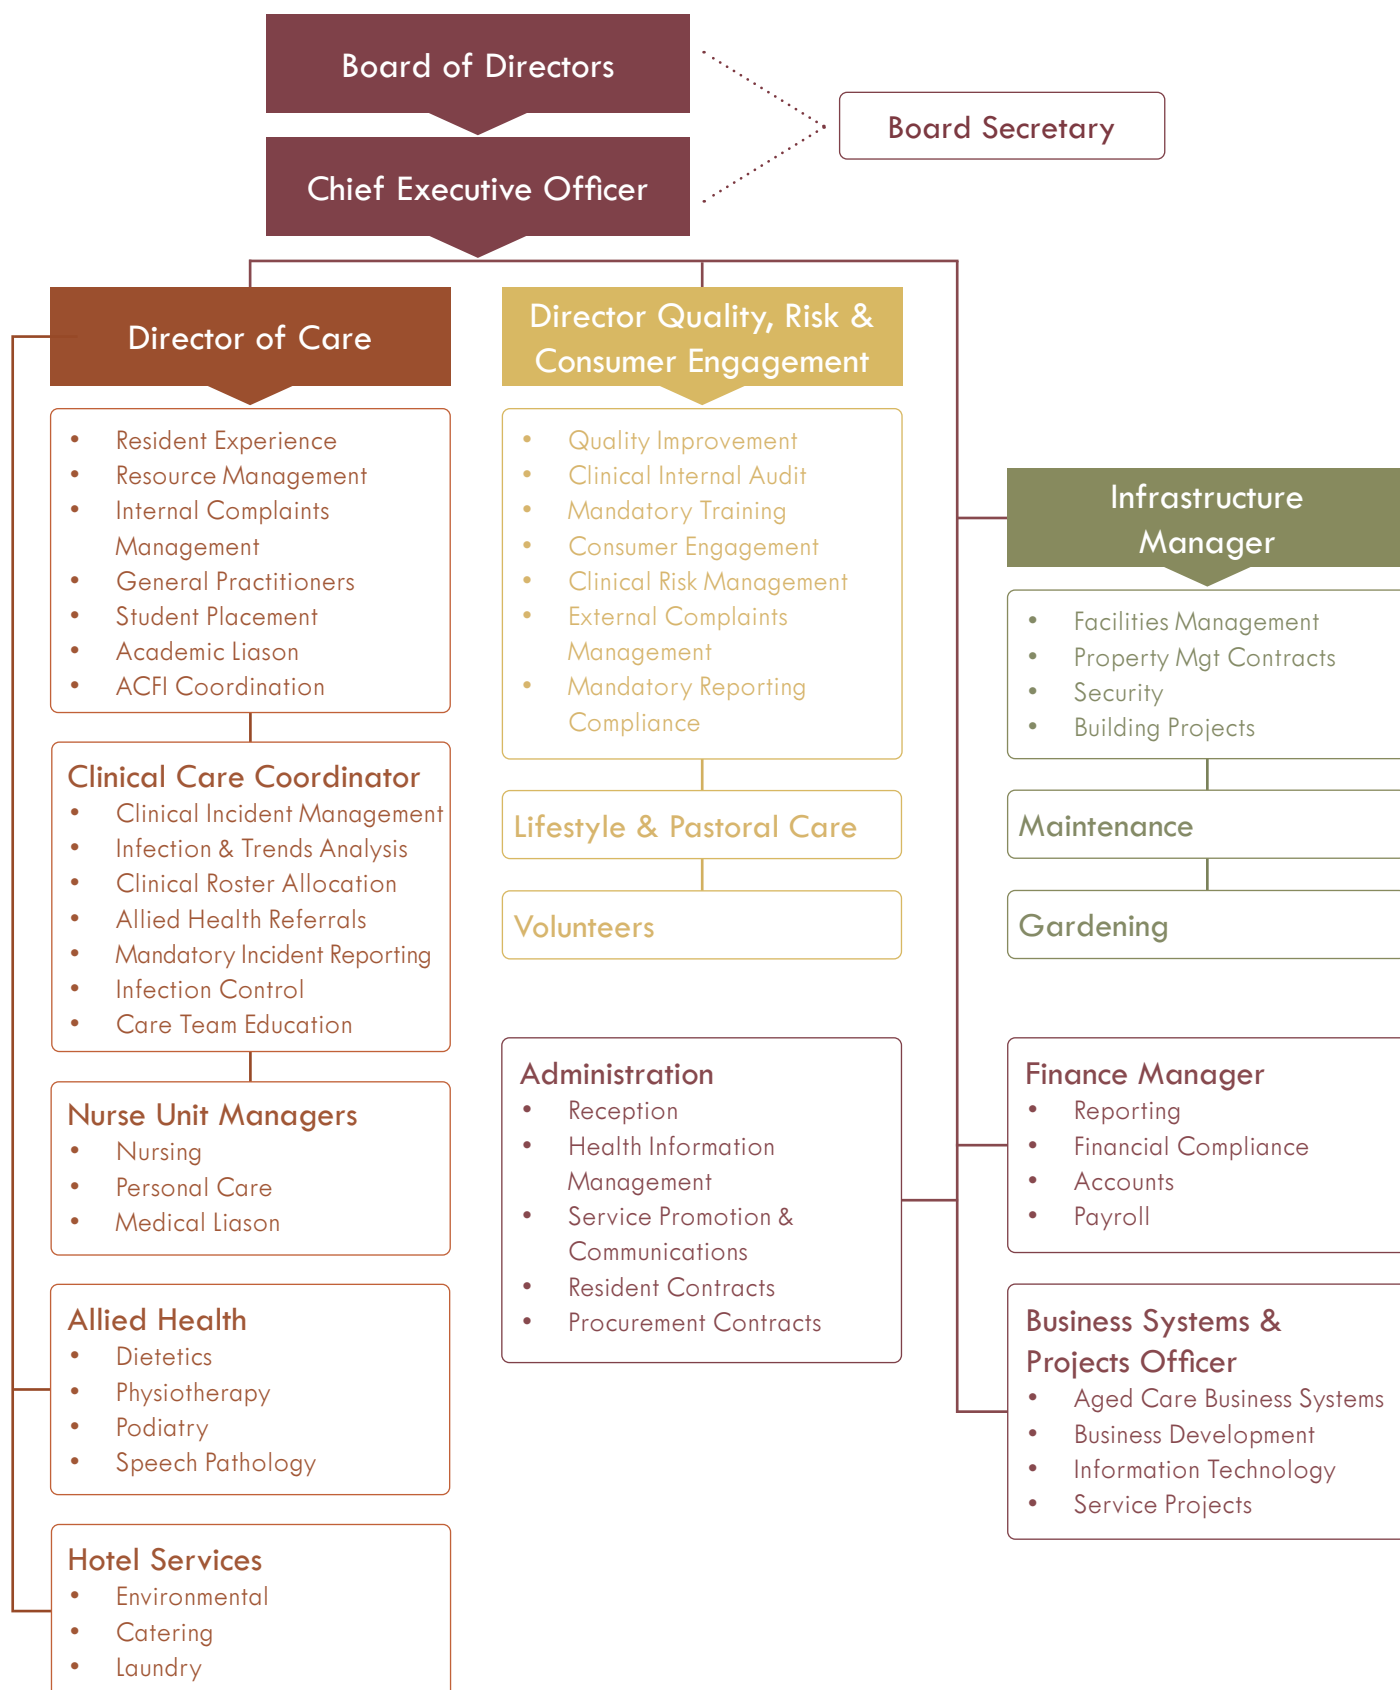 Board of Directors
Board Secretary
Chief Executive Officer
Director of Care
• Resident Experience
• Resource Management
• Internal Complaints
Management
• General Practitioners
• Student Placement
• Academic Liason
• ACFI Coordination
Clinical Care Coordinator
• Clinical Incident Management
• Infection & Trends Analysis
• Clinical Roster Allocation
• Allied Health Referrals
• Mandatory Incident Reporting
• Infection Control
• Care Team Education
Nurse Unit Managers
• Nursing
• Personal Care
• Medical Liason
Allied Health
• Dietetics
• Physiotherapy
• Podiatry
• Speech Pathology
Hotel Services
• Environmental
• Catering
• Laundry
Director Quality, Risk &
Consumer Engagement
• Quality Improvement
• Clinical Internal Audit
• Mandatory Training
• Consumer Engagement
• Clinical Risk Management
• External Complaints
Management
• Mandatory Reporting
Compliance
Lifestyle & Pastoral Care
Volunteers
Administration
• Reception
• Health Information
Management
• Service Promotion &
Communications
• Resident Contracts
• Procurement Contracts
Infrastructure
Manager
• Facilities Management
• Property Mgt Contracts
• Security
• Building Projects
Maintenance
Gardening
Finance Manager
• Reporting
• Financial Compliance
• Accounts
• Payroll
Business Systems &
Projects Officer
• Aged Care Business Systems
• Business Development
• Information Technology
• Service Projects